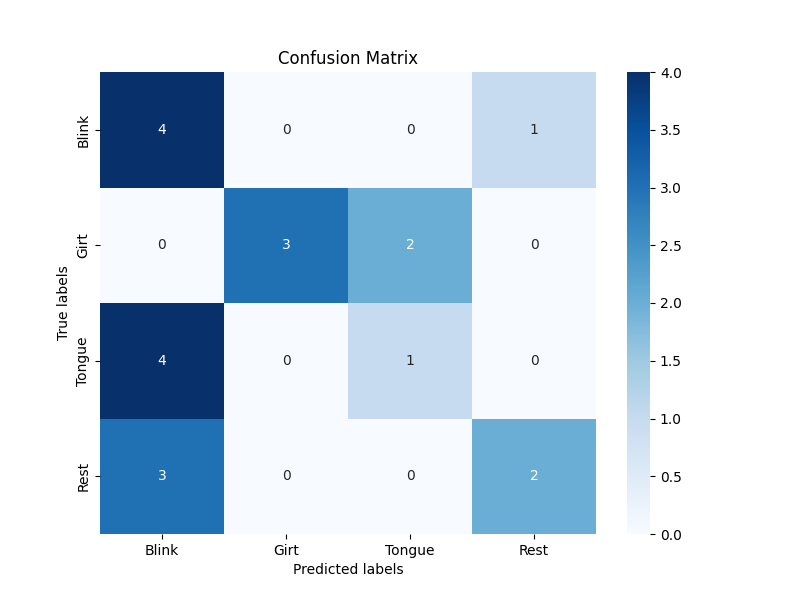 Confusion Matrix
4.0
3.5
3.0
2.5
2.0
1.5
1.0
0.5
0.0
True labels
Blink
4 0 0 1
Girt
0 3 2 0
Tongue
4 0 1 0
Rest
3 0 0 2
Blink Girt Tongue Rest
Predicted labels